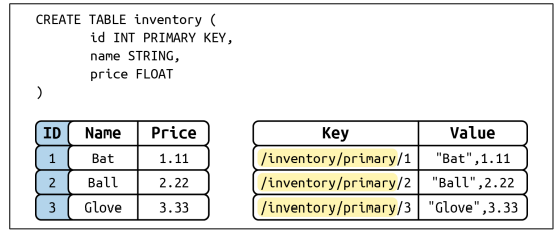 CREATE TABLE inventory (
id INT PRIMARY KEY,
name STRING,
price FLOAT
)
ID Name Price
1 Bat 1.11
2 Ball 2.22
3 Glove 3.33
Key Value
/inventory/primary/1 "Bat",1.11
/inventory/primary/2 "Ball",2.22
/inventory/primary/3 "Glove",3.33